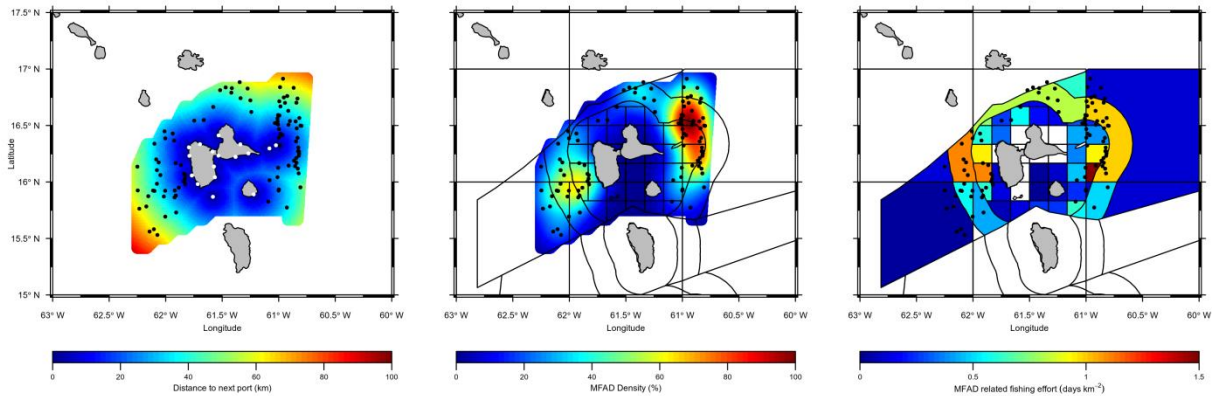 17.5° N
17° N
16.5° N
16° N
15.5° N
15° N
Latitude
63° W 62.5° W 62° W 61.5° W 61° W 60.5° W 60° W
Longitude
0 20 40 60 80 100
Distance to next port (km)
63° W 62.5° W 62° W 61.5° W 61° W 60.5° W 60° W
Longitude
0 20 40 60 80 100
MFAD Density (%)
63° W 62.5° W 62° W 61.5° W 61° W 60.5° W 60° W
Longitude
0 0.5 1 1.5
MFAD related fishing effort (days km⁻²)